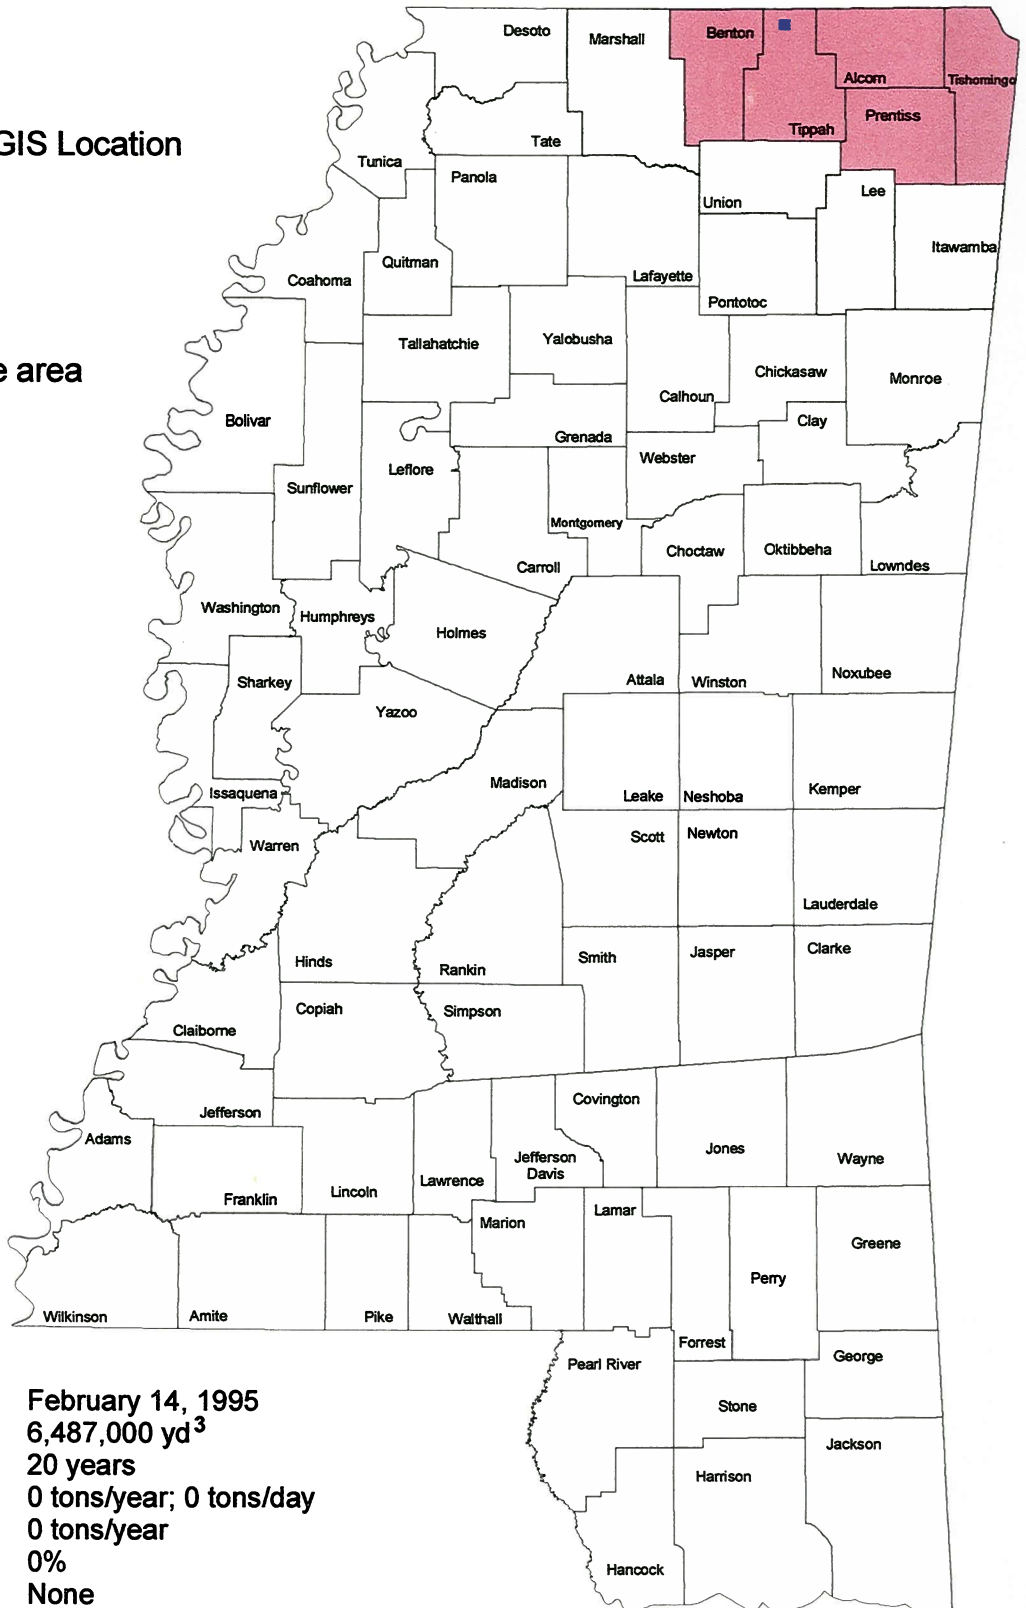 Desoto
Marshall
Benton
Alcorn
Tishomingo
Prentiss
Tippah
GIS Location
Tate
Tunica
Panola
Union
Lee
Itawamba
Quitman
Coahoma
Lafayette
Pontotoc
Tallahatchie
Yalobusha
Chickasaw
Monroe
e area
Calhoun
Clay
Bolivar
Grenada
Webster
Leflore
Sunflower
Montgomery
Choctaw
Oktibbeha
Carroll
Lowndes
Washington
Humphreys
Holmes
Sharkey
Attala
Winston
Noxubee
Yazoo
Madison
Issaquena
Leake
Neshoba
Kemper
Warren
Scott
Newton
Lauderdale
Hinds
Rankin
Smith
Jasper
Clarke
Copiah
Simpson
Claiborne
Jefferson
Covington
Adams
Jones
Wayne
Jefferson
Davis
Lawrence
Franklin
Lincoln
Marion
Lamar
Greene
Perry
Wilkinson
Amite
Pike
Walthall
Forrest
George
Pearl River
Stone
Jackson
Harrison
Hancock
February 14, 1995
6,487,000 yd³
20 years
0 tons/year; 0 tons/day
0 tons/year
0%
None